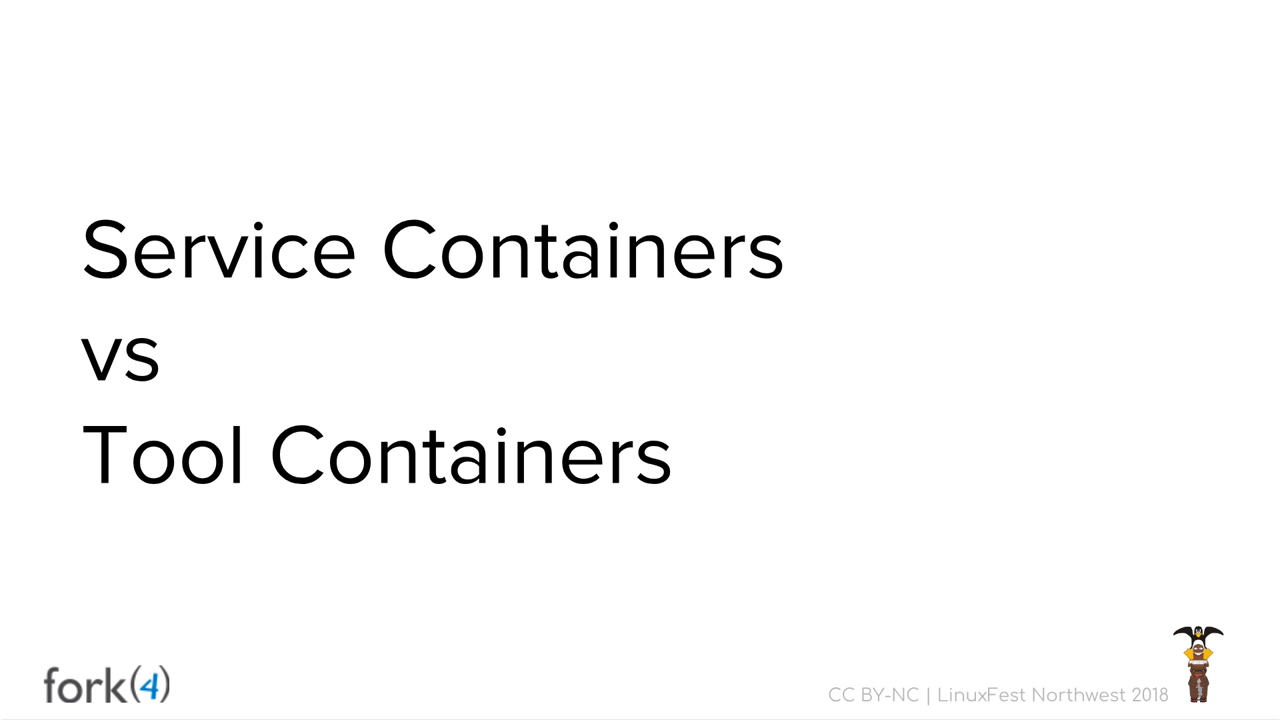 Service Containers
vs
Tool Containers
fork(4)
CC BY-NC | LinuxFest Northwest 2018